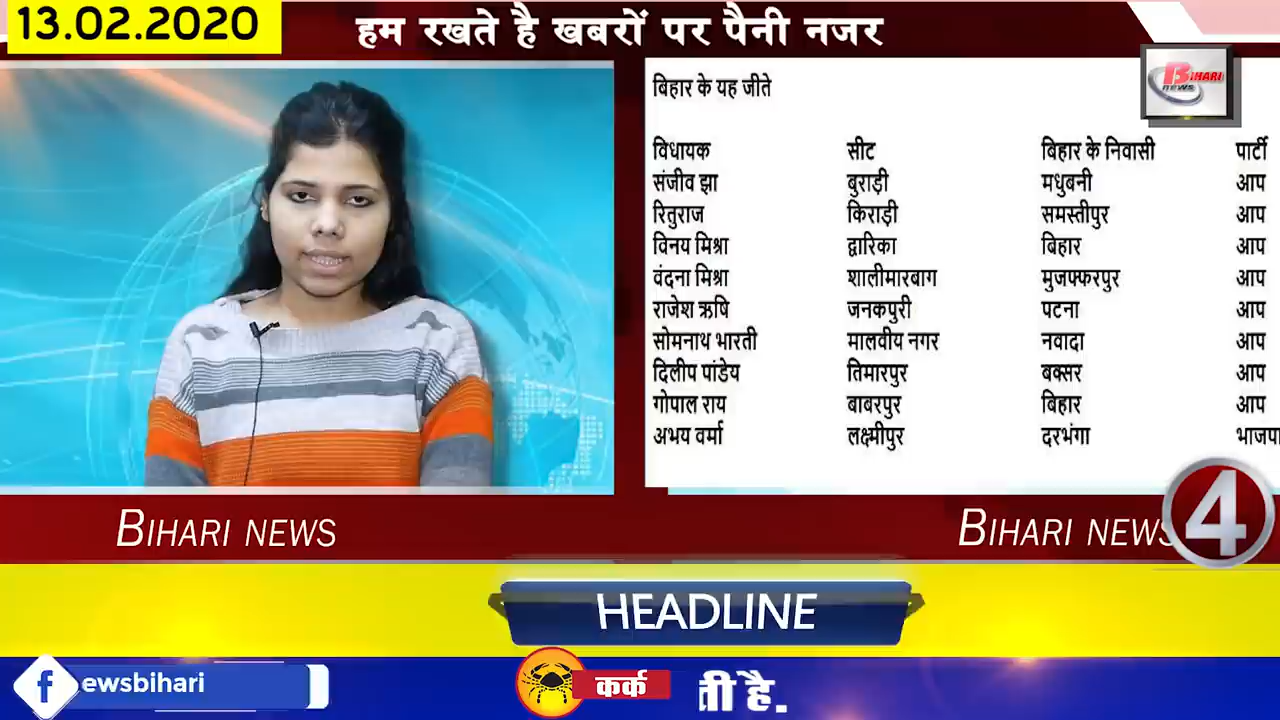 13.02.2020
हम रखते है खबरों पर पैनी नजर
BIHARI NEWS
बिहार के यह जीते
विधायक सीट बिहार के निवासी पार्टी
संजीव झा बुराड़ी मधुबनी आप
रितुराज किराड़ी समस्तीपुर आप
विनय मिश्रा द्वारिका बिहार आप
वंदना मिश्रा शालीमारबाग मुजफ्फरपुर आप
राजेश ऋषि जनकपुरी पटना आप
सोमनाथ भारती मालवीय नगर नवादा आप
दिलीप पांडेय तिमारपुर बक्सर आप
गोपाल राय बाबरपुर बिहार आप
अभय वर्मा लक्ष्मीपुर दरभंगा भाजपा
BIHARI NEWS BIHARI NEWS 4
HEADLINE
f ewsbihari कर्क ती है.